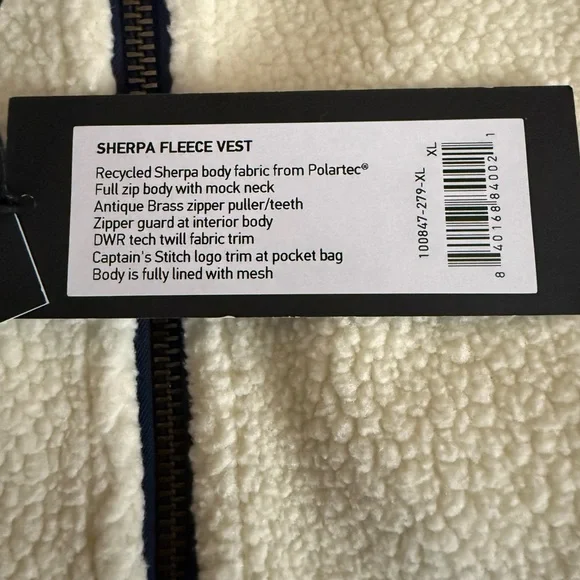 SHERPA FLEECE VEST
Recycled Sherpa body fabric from Polartec®
Full zip body with mock neck
Antique Brass zipper puller/teeth
Zipper guard at interior body
DWR tech twill fabric trim
Captain's Stitch logo trim at pocket bag
Body is fully lined with mesh
100847-279-XL
XL
8 40168 84002 1